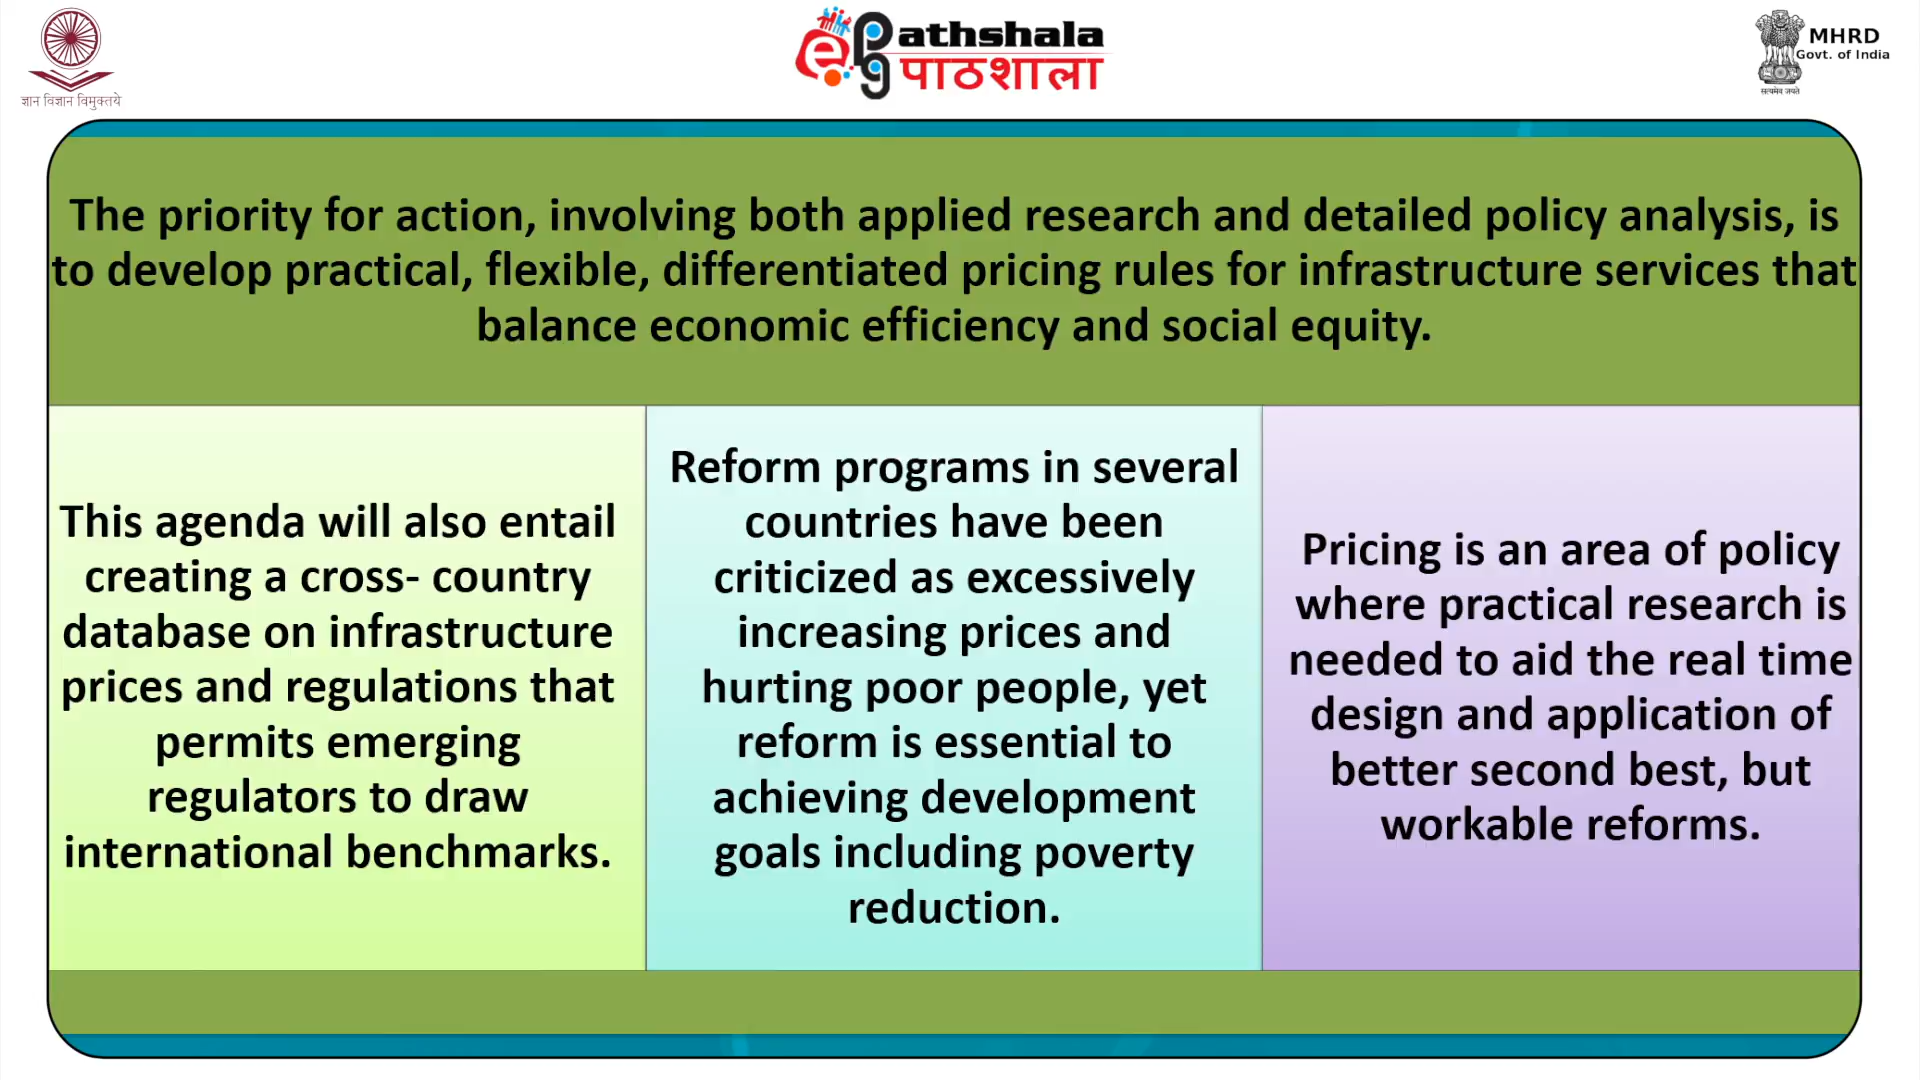 ज्ञान विज्ञान विमुक्तये
ePG Pathshala
पाठशाला
MHRD
Govt. of India
सत्यमेव जयते
The priority for action, involving both applied research and detailed policy analysis, is
to develop practical, flexible, differentiated pricing rules for infrastructure services that
balance economic efficiency and social equity.
This agenda will also entail
creating a cross- country
database on infrastructure
prices and regulations that
permits emerging
regulators to draw
international benchmarks.
Reform programs in several
countries have been
criticized as excessively
increasing prices and
hurting poor people, yet
reform is essential to
achieving development
goals including poverty
reduction.
Pricing is an area of policy
where practical research is
needed to aid the real time
design and application of
better second best, but
workable reforms.